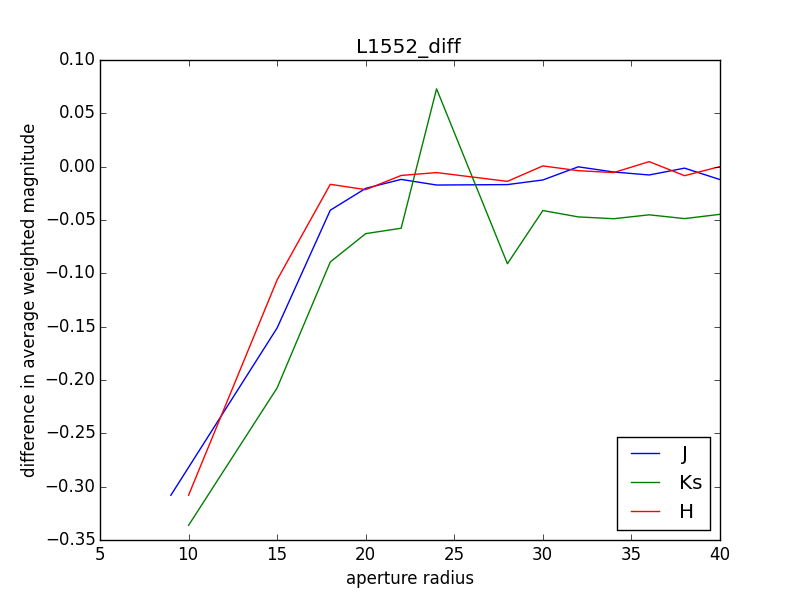 L1552_diff
0.10
0.05
0.00
−0.05
−0.10
−0.15
−0.20
−0.25
−0.30
−0.35
difference in average weighted magnitude
J
Ks
H
5 10 15 20 25 30 35 40
aperture radius